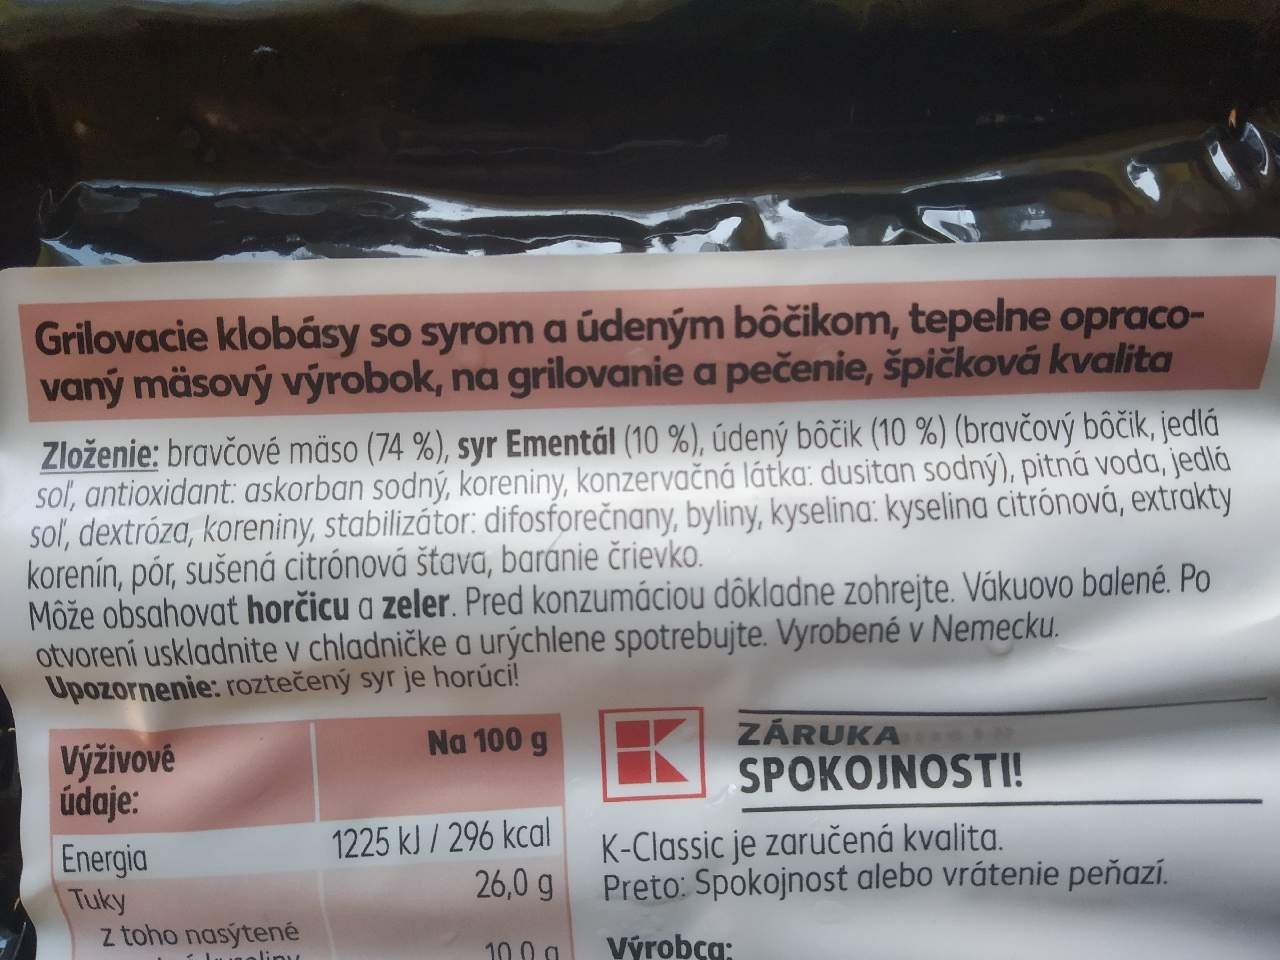 Grilovacie klobásy so syrom a údeným bôčikom, tepelne opraco-
vaný mäsový výrobok, na grilovanie a pečenie, špičková kvalita
Zloženie: bravčové mäso (74 %), syr Ementál (10 %), údený bôčik (10 %) (bravčový bôčik, jedlá
soľ, antioxidant: askorban sodný, koreniny, konzervačná látka: dusitan sodný), pitná voda, jedlá
soľ, dextróza, koreniny, stabilizátor: difosforečnany, byliny, kyselina: kyselina citrónová, extrakty
korenín, pór, sušená citrónová šťava, baránie črievko.
Môže obsahovať horčicu a zeler. Pred konzumáciou dôkladne zohrejte. Vákuovo balené. Po
otvorení uskladnite v chladničke a urýchlene spotrebujte. Vyrobené v Nemecku.
Upozornenie: roztečený syr je horúci!
Výživové
údaje:
Na 100 g
Energia 1225 kJ / 296 kcal
Tuky 26,0 g
z toho nasýtené
10,0 g
K
ZÁRUKA
SPOKOJNOSTI!
K-Classic je zaručená kvalita.
Preto: Spokojnosť alebo vrátenie peňazí.
Výrobca: